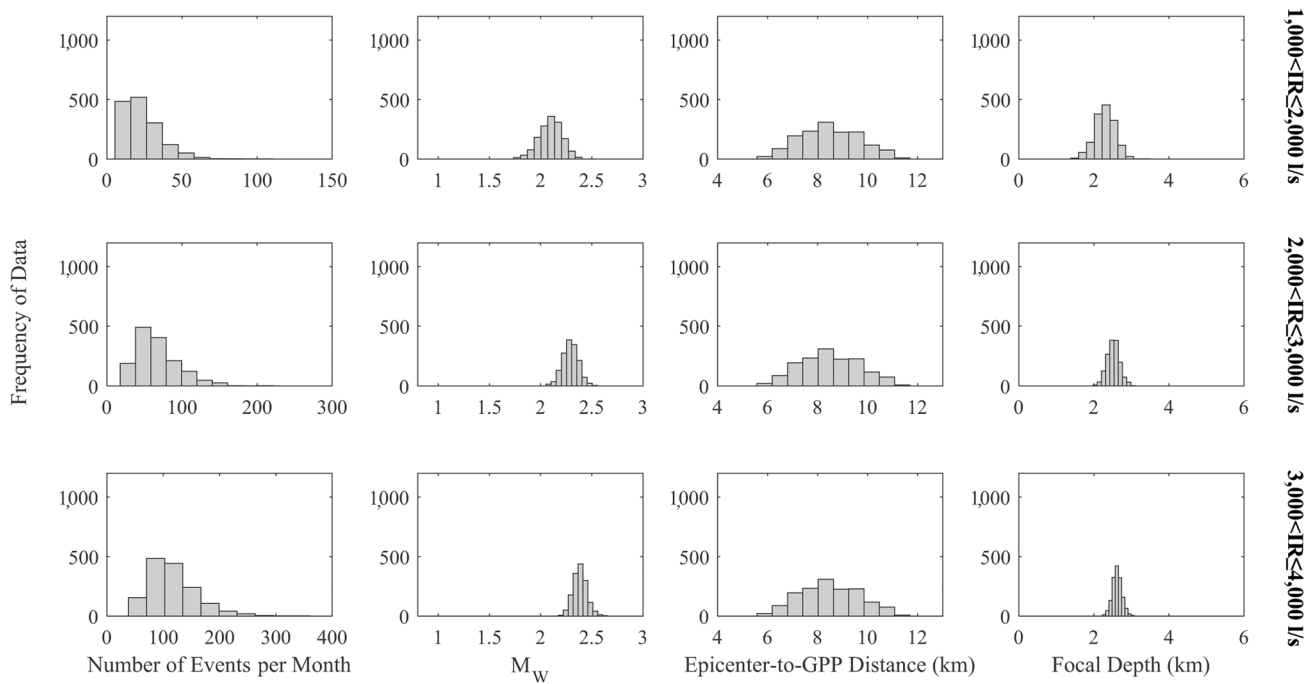 1,000 1,000 1,000 1,000
500 500 500 500
0 0 0 0
0 50 100 150 1 1.5 2 2.5 3 4 6 8 10 12 0 2 4 6
1,000<IR≤2,000 l/s
Frequency of Data
1,000 1,000 1,000 1,000
500 500 500 500
0 0 0 0
0 100 200 300 1 1.5 2 2.5 3 4 6 8 10 12 0 2 4 6
2,000<IR≤3,000 l/s
1,000 1,000 1,000 1,000
500 500 500 500
0 0 0 0
0 100 200 300 400 1 1.5 2 2.5 3 4 6 8 10 12 0 2 4 6
3,000<IR≤4,000 l/s
Number of Events per Month M_W Epicenter-to-GPP Distance (km) Focal Depth (km)